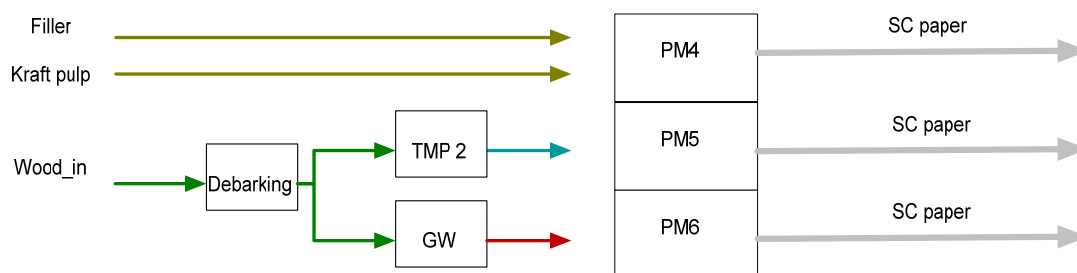 Filler
Kraft pulp
Wood_in
Debarking
TMP 2
GW
PM4
PM5
PM6
SC paper
SC paper
SC paper